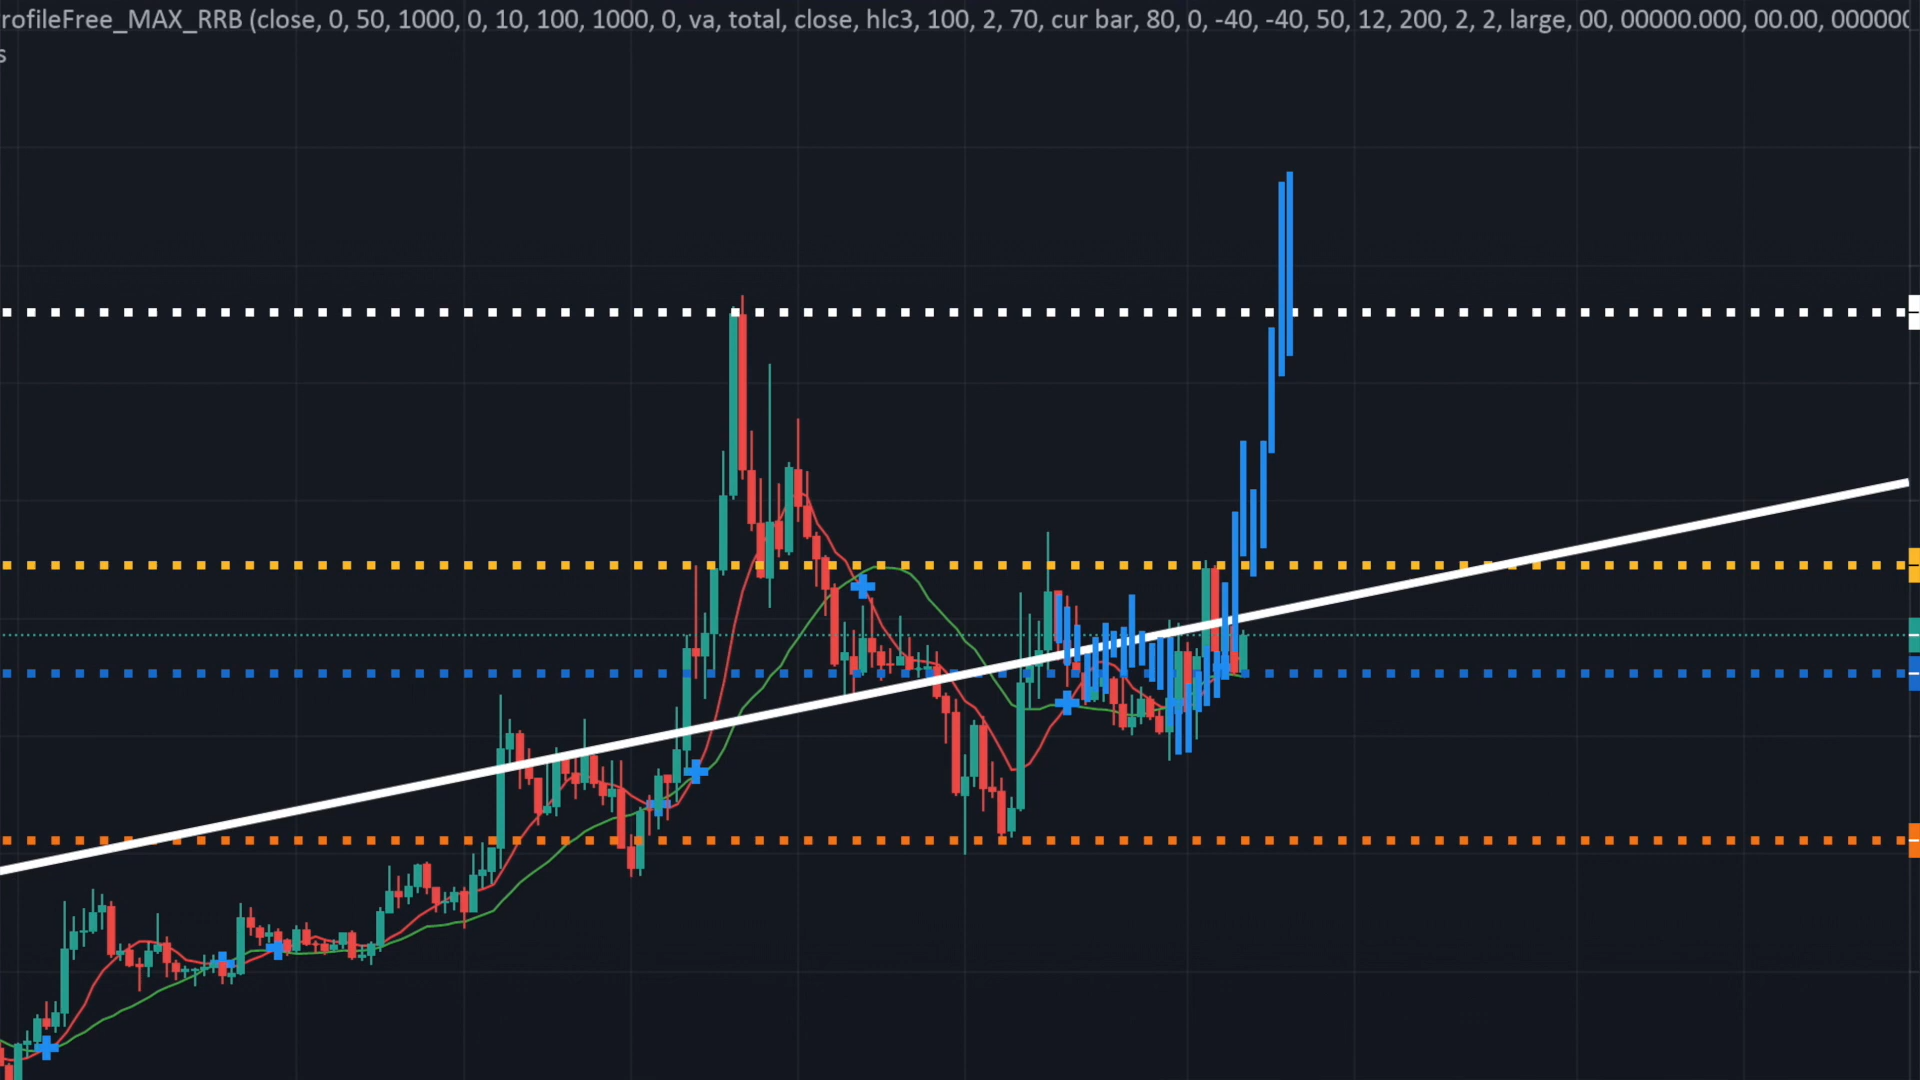 rofileFree_MAX_RRB (close, 0, 50, 1000, 0, 10, 100, 1000, 0, va, total, close, hlc3, 100, 2, 70, cur bar, 80, 0, -40, -40, 50, 12, 200, 2, 2, large, 00, 00000.000, 00.00, 000000
s